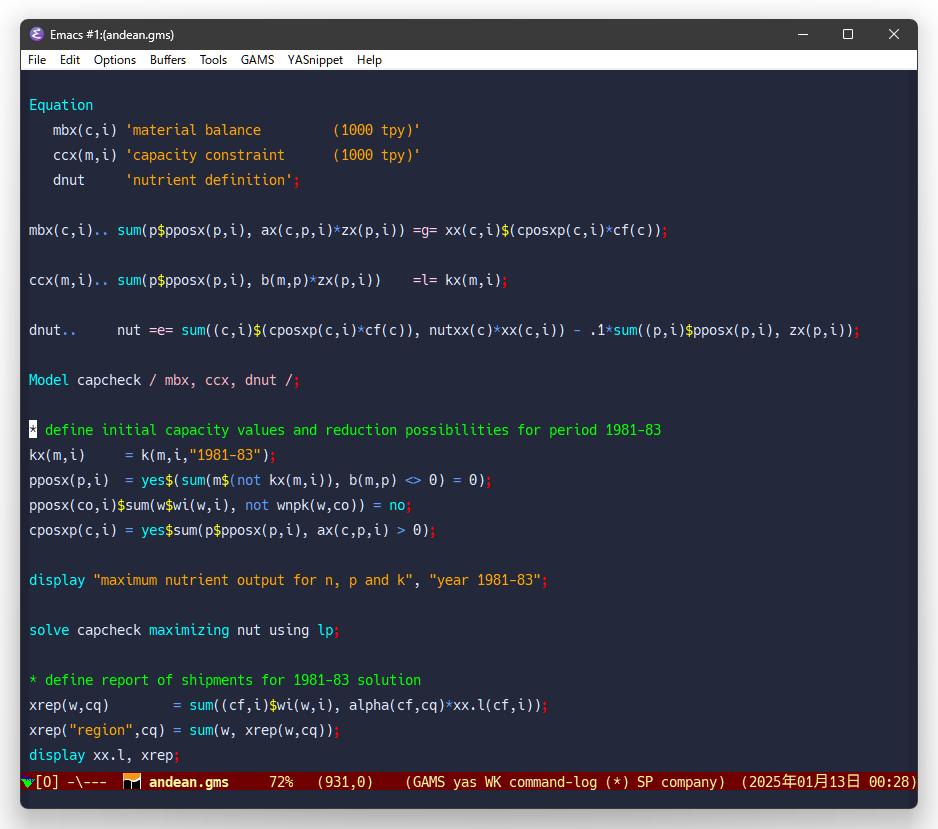 Emacs #1:(andean.gms)
File Edit Options Buffers Tools GAMS YASnippet Help
Equation
   mbx(c,i) 'material balance         (1000 tpy)'
   ccx(m,i) 'capacity constraint      (1000 tpy)'
   dnut     'nutrient definition';
mbx(c,i).. sum(p$pposx(p,i), ax(c,p,i)*zx(p,i)) =g= xx(c,i)$(cposxp(c,i)*cf(c));
ccx(m,i).. sum(p$pposx(p,i), b(m,p)*zx(p,i))    =l= kx(m,i);
dnut..     nut =e= sum((c,i)$(cposxp(c,i)*cf(c)), nutxx(c)*xx(c,i)) - .1*sum((p,i)$pposx(p,i), zx(p,i));
Model capcheck / mbx, ccx, dnut /;
* define initial capacity values and reduction possibilities for period 1981-83
kx(m,i)     = k(m,i,"1981-83");
pposx(p,i)  = yes$(sum(m$(not kx(m,i)), b(m,p) <> 0) = 0);
pposx(co,i)$sum(w$wi(w,i), not wnpk(w,co)) = no;
cposxp(c,i) = yes$sum(p$pposx(p,i), ax(c,p,i) > 0);
display "maximum nutrient output for n, p and k", "year 1981-83";
solve capcheck maximizing nut using lp;
* define report of shipments for 1981-83 solution
xrep(w,cq)        = sum((cf,i)$wi(w,i), alpha(cf,cq)*xx.l(cf,i));
xrep("region",cq) = sum(w, xrep(w,cq));
display xx.l, xrep;
[O] -\--- andean.gms     72%   (931,0)    (GAMS yas WK command-log (*) SP company)  (2025年01月13日 00:28)